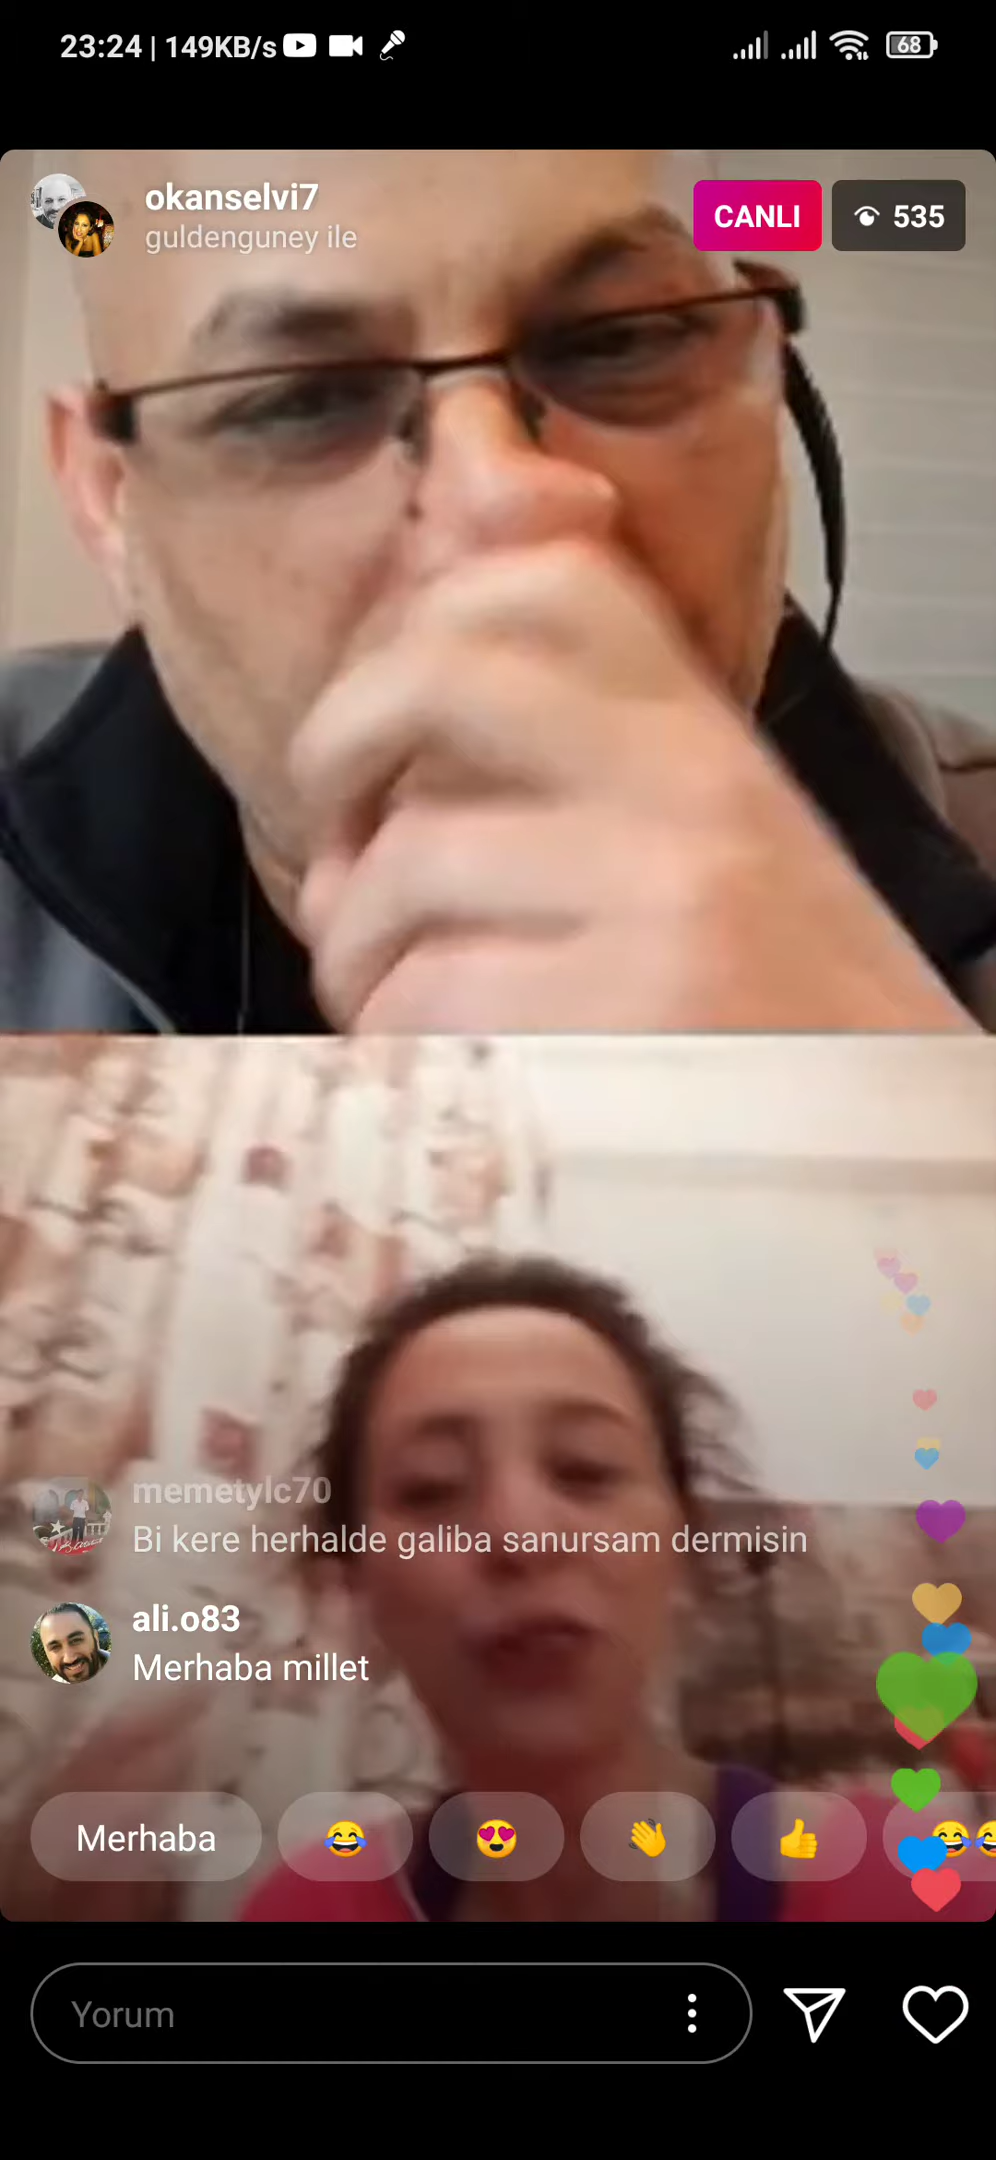 23:24 | 149KB/s
68
okanselvi7
guldenguney ile
CANLI
535
memetylc70
Bi kere herhalde galiba sanursam dermisin
ali.o83
Merhaba millet
Merhaba
Yorum